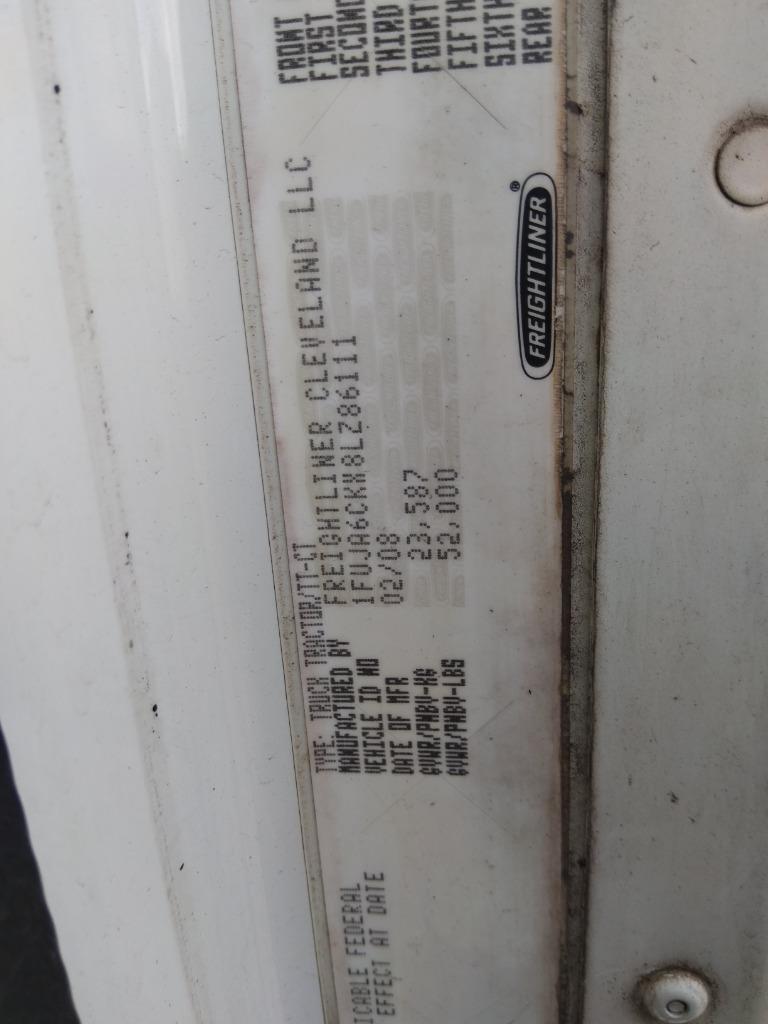 FRONT
FIRST
SECOND
THIRD
FOURTH
FIFTH
SIXTH
REAR
TYPE: TRUCK TRACTOR/TT-CT
MANUFACTURED BY FREIGHTLINER CLEVELAND LLC
VEHICLE ID NO 1FUJA6CKX8LZ86111
DATE OF MFR 02/08
GVWR/PNBV-KG 23,587
GVWR/PNBV-LBS 52,000
FREIGHTLINER®
ICABLE FEDERAL
EFFECT AT DATE